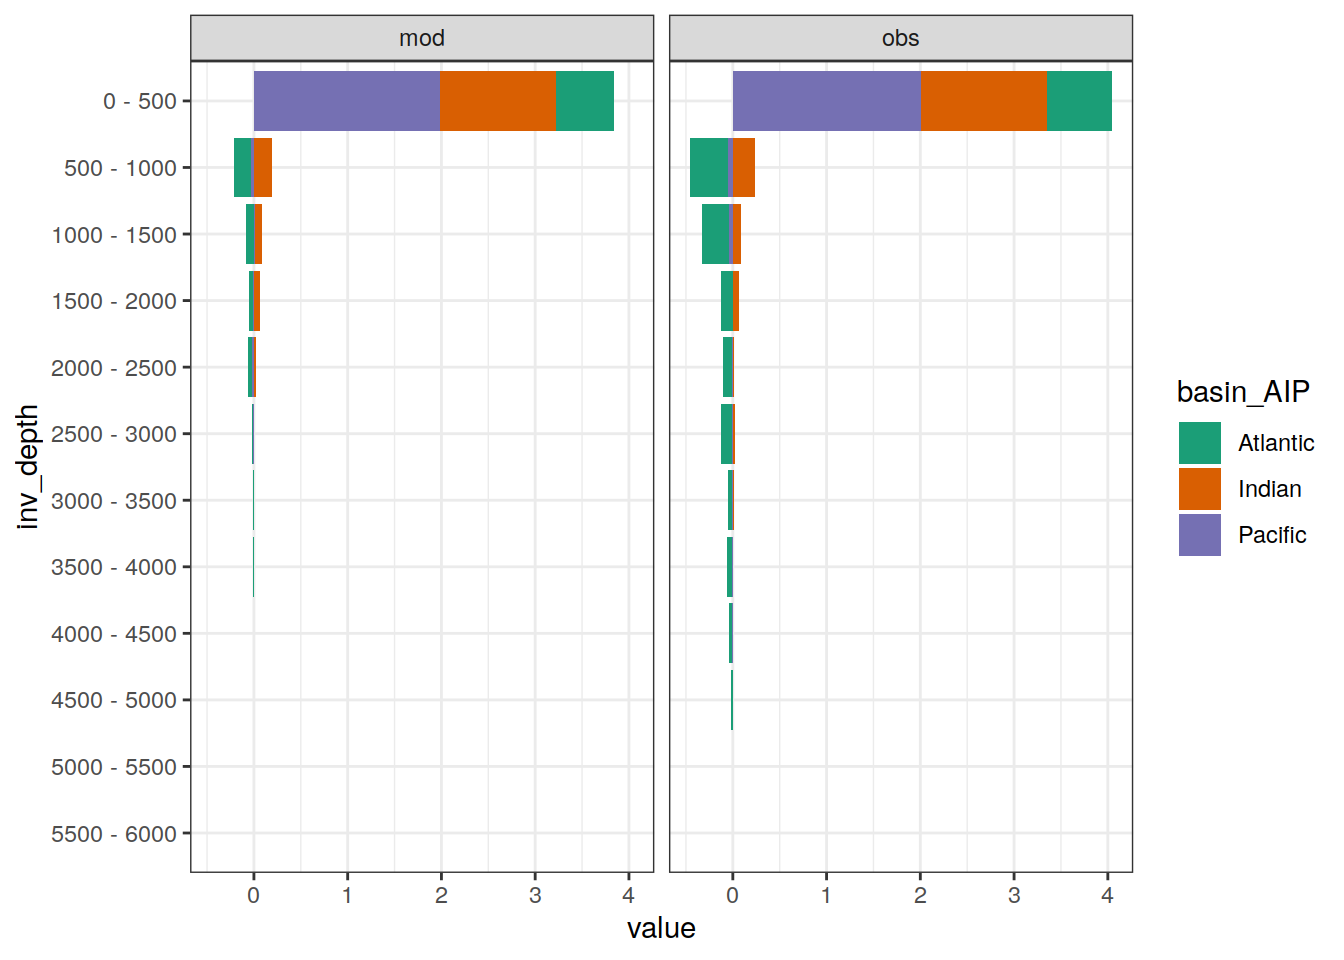 mod
obs
0 - 500
500 - 1000
1000 - 1500
1500 - 2000
2000 - 2500
2500 - 3000
3000 - 3500
3500 - 4000
4000 - 4500
4500 - 5000
5000 - 5500
5500 - 6000
inv_depth
0 1 2 3 4
0 1 2 3 4
value
basin_AIP
Atlantic
Indian
Pacific